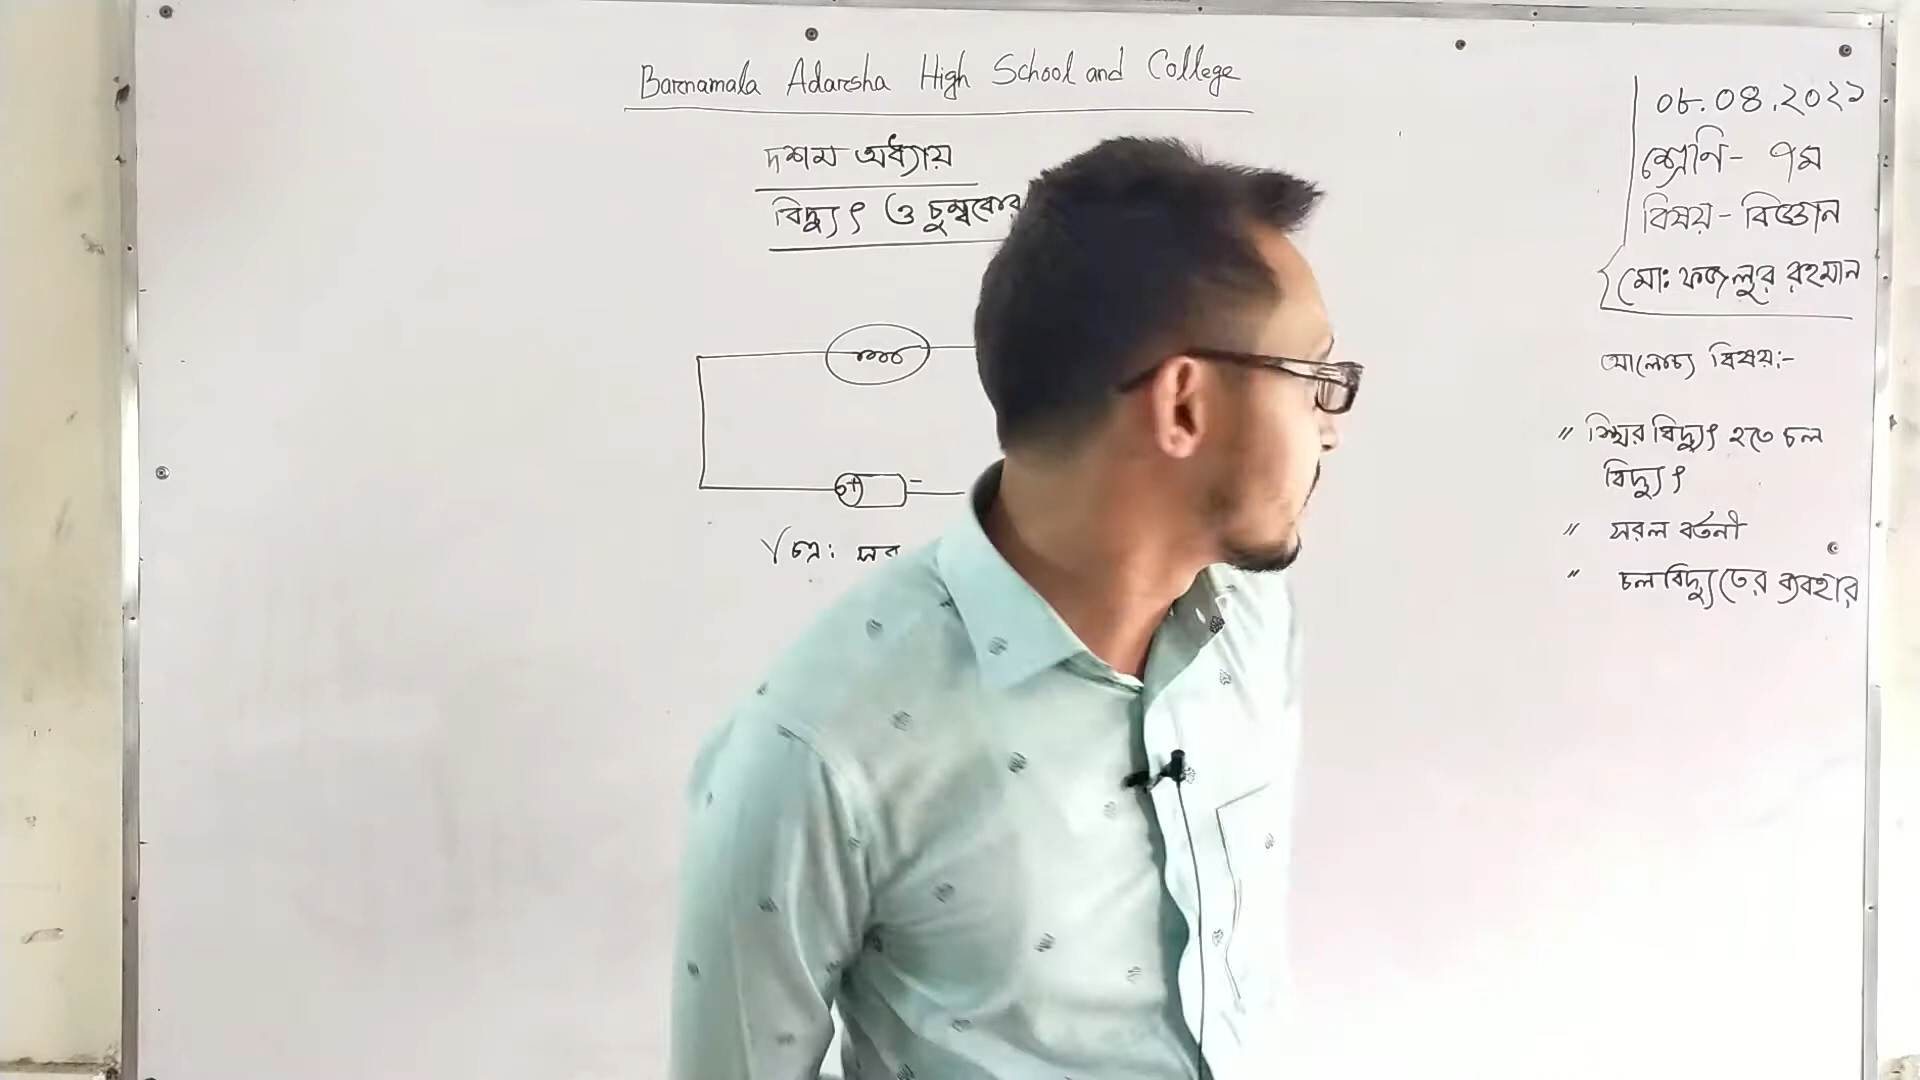 Barnamala Adarsha High School and College
দশম অধ্যায়
বিদ্যুৎ ও চুম্বকের
চিত্র:
০৮.০৪.২০২১
শ্রেণি- ৭ম
বিষয়- বিজ্ঞান
মোঃ ফজলুর রহমান
আলোচ্য বিষয়:-
" স্থির বিদ্যুৎ হতে চল
বিদ্যুৎ
" সরল বর্তনী
" চলবিদ্যুতের ব্যবহার
+
-